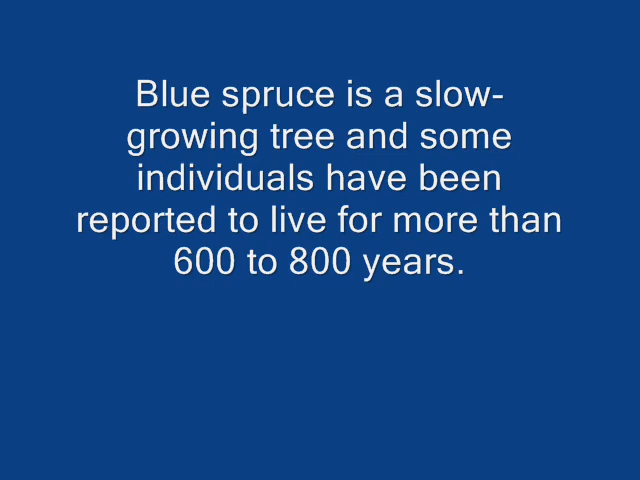 Blue spruce is a slow-
growing tree and some
individuals have been
reported to live for more than
600 to 800 years.